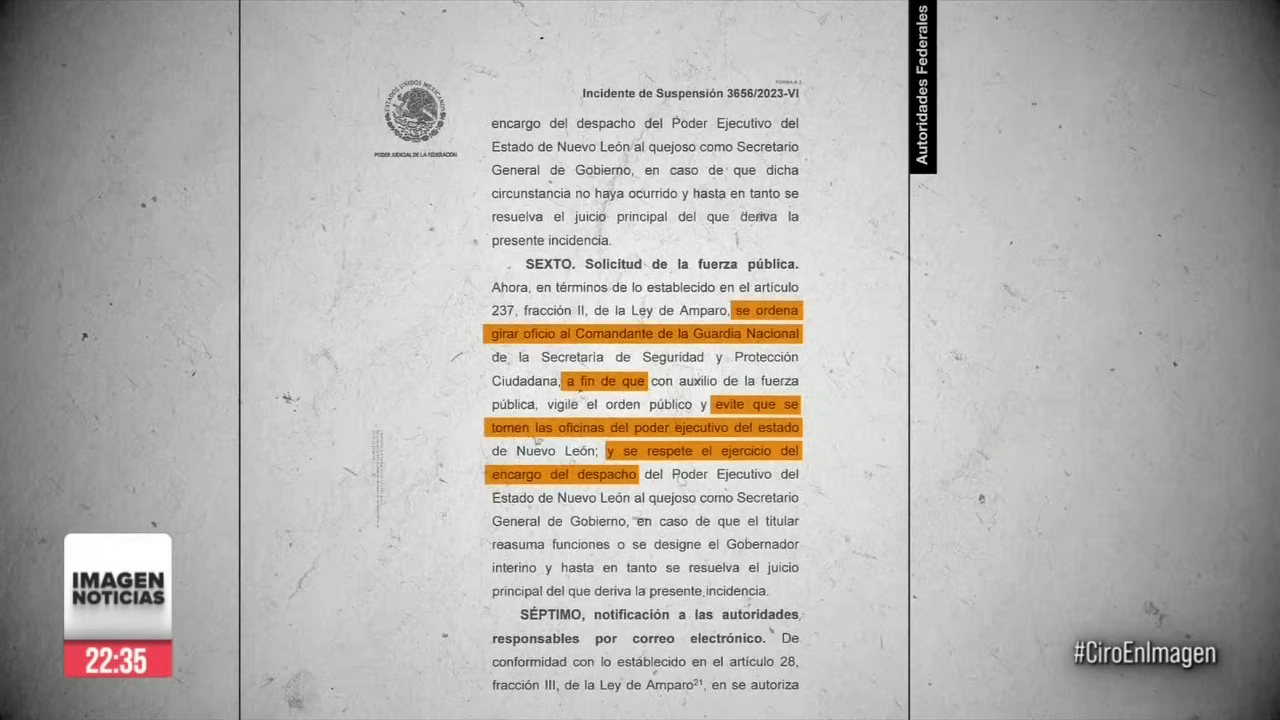 Autoridades Federales
FORMA B-2
Incidente de Suspensión 3656/2023-VI
ESTADOS UNIDOS MEXICANOS
PODER JUDICIAL DE LA FEDERACIÓN
encargo del despacho del Poder Ejecutivo del
Estado de Nuevo León al quejoso como Secretario
General de Gobierno, en caso de que dicha
circunstancia no haya ocurrido y hasta en tanto se
resuelva el juicio principal del que deriva la
presente incidencia.
SEXTO. Solicitud de la fuerza pública.
Ahora, en términos de lo establecido en el artículo
237, fracción II, de la Ley de Amparo, se ordena
girar oficio al Comandante de la Guardia Nacional
de la Secretaría de Seguridad y Protección
Ciudadana, a fin de que con auxilio de la fuerza
pública, vigile el orden público y evite que se
tomen las oficinas del poder ejecutivo del estado
de Nuevo León; y se respete el ejercicio del
encargo del despacho del Poder Ejecutivo del
Estado de Nuevo León al quejoso como Secretario
General de Gobierno, en caso de que el titular
reasuma funciones o se designe el Gobernador
interino y hasta en tanto se resuelva el juicio
principal del que deriva la presente incidencia.
SÉPTIMO, notificación a las autoridades
responsables por correo electrónico. De
conformidad con lo establecido en el artículo 28,
fracción III, de la Ley de Amparo²¹, en se autoriza
IMAGEN
NOTICIAS
22:35
#CiroEnImagen